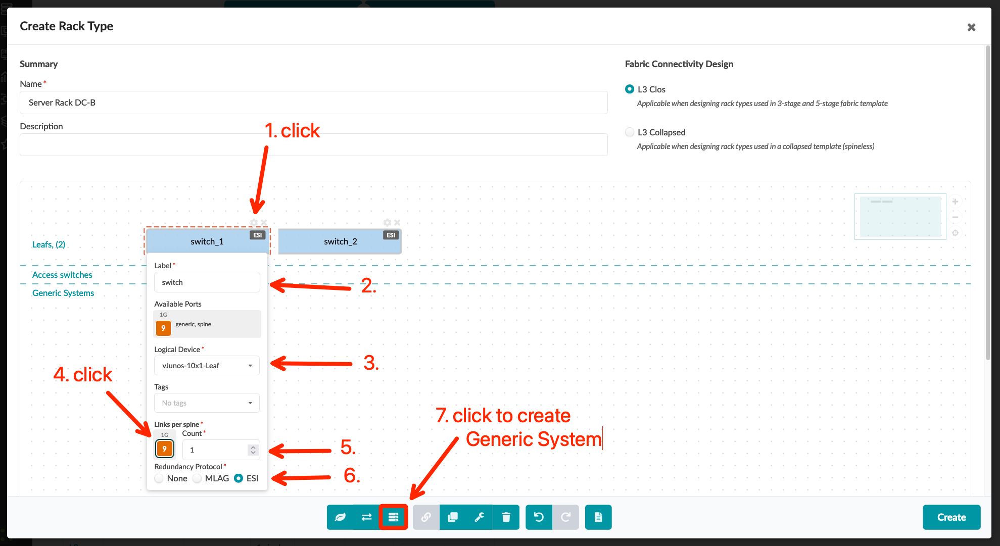 Create Rack Type
Summary
Name *
Server Rack DC-B
Description
Fabric Connectivity Design
L3 Clos
Applicable when designing rack types used in 3-stage and 5-stage fabric template
L3 Collapsed
Applicable when designing rack types used in a collapsed template (spineless)
1. click
Leafs, (2)
switch_1
ESI
switch_2
ESI
Access switches
Generic Systems
Label *
switch
2.
Available Ports
1G
9
generic, spine
Logical Device *
vJunos-10x1-Leaf
3.
Tags
No tags
4. click
Links per spine *
1G
9
Count *
1
5.
Redundancy Protocol *
None MLAG ESI
6.
7. click to create
Generic System
Create